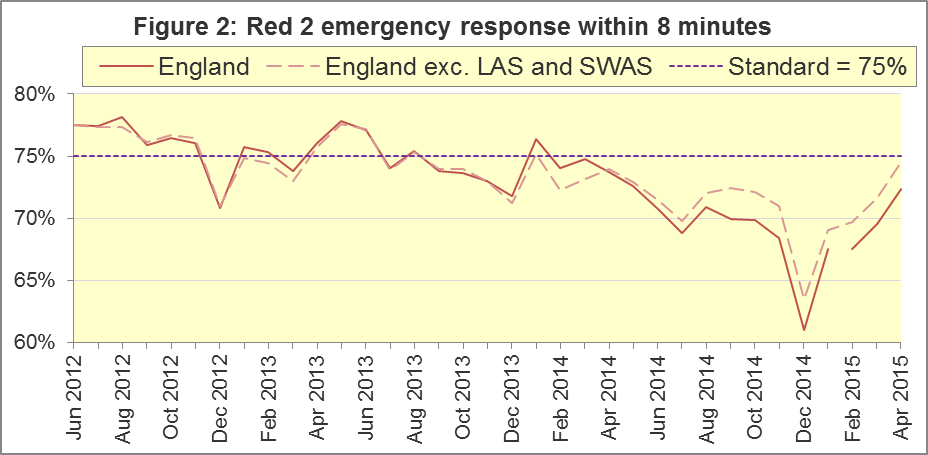 Figure 2: Red 2 emergency response within 8 minutes
England England exc. LAS and SWAS Standard = 75%
80%
75%
70%
65%
60%
Jun 2012
Aug 2012
Oct 2012
Dec 2012
Feb 2013
Apr 2013
Jun 2013
Aug 2013
Oct 2013
Dec 2013
Feb 2014
Apr 2014
Jun 2014
Aug 2014
Oct 2014
Dec 2014
Feb 2015
Apr 2015